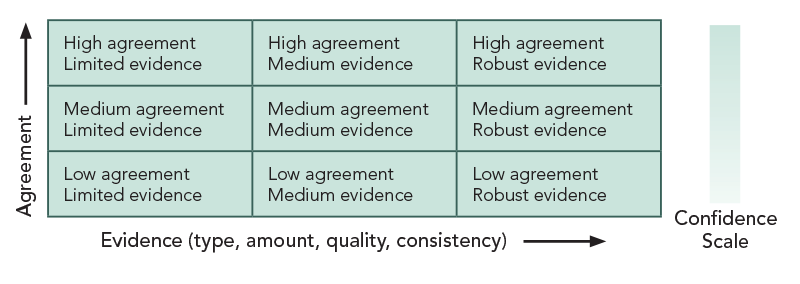 High agreement
Limited evidence
High agreement
Medium evidence
High agreement
Robust evidence
Medium agreement
Limited evidence
Medium agreement
Medium evidence
Medium agreement
Robust evidence
Low agreement
Limited evidence
Low agreement
Medium evidence
Low agreement
Robust evidence
Agreement
Evidence (type, amount, quality, consistency)
Confidence
Scale